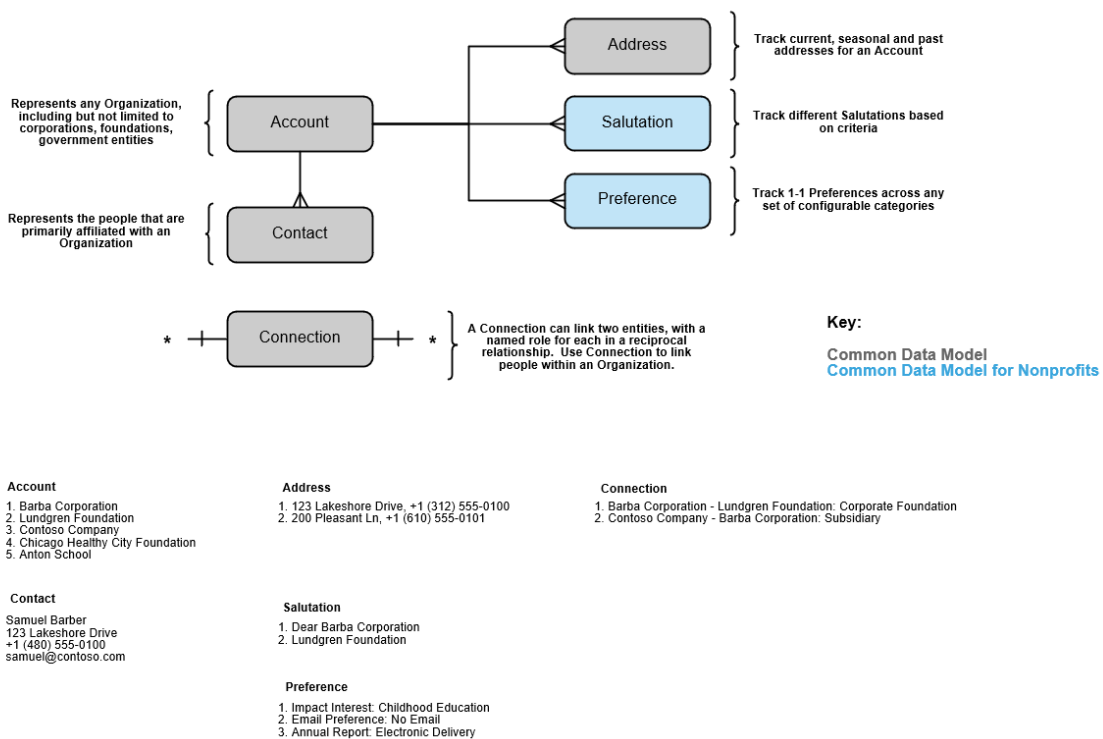 Address
Track current, seasonal and past
addresses for an Account
Represents any Organization,
including but not limited to
corporations, foundations,
government entities
Account
Salutation
Track different Salutations based
on criteria
Preference
Track 1-1 Preferences across any
set of configurable categories
Represents the people that are
primarily affiliated with an
Organization
Contact
*
Connection
*
A Connection can link two entities, with a
named role for each in a reciprocal
relationship. Use Connection to link
people within an Organization.
Key:
Common Data Model
Common Data Model for Nonprofits
Account
1. Barba Corporation
2. Lundgren Foundation
3. Contoso Company
4. Chicago Healthy City Foundation
5. Anton School
Address
1. 123 Lakeshore Drive, +1 (312) 555-0100
2. 200 Pleasant Ln, +1 (610) 555-0101
Connection
1. Barba Corporation - Lundgren Foundation: Corporate Foundation
2. Contoso Company - Barba Corporation: Subsidiary
Contact
Samuel Barber
123 Lakeshore Drive
+1 (480) 555-0100
samuel@contoso.com
Salutation
1. Dear Barba Corporation
2. Lundgren Foundation
Preference
1. Impact Interest: Childhood Education
2. Email Preference: No Email
3. Annual Report: Electronic Delivery